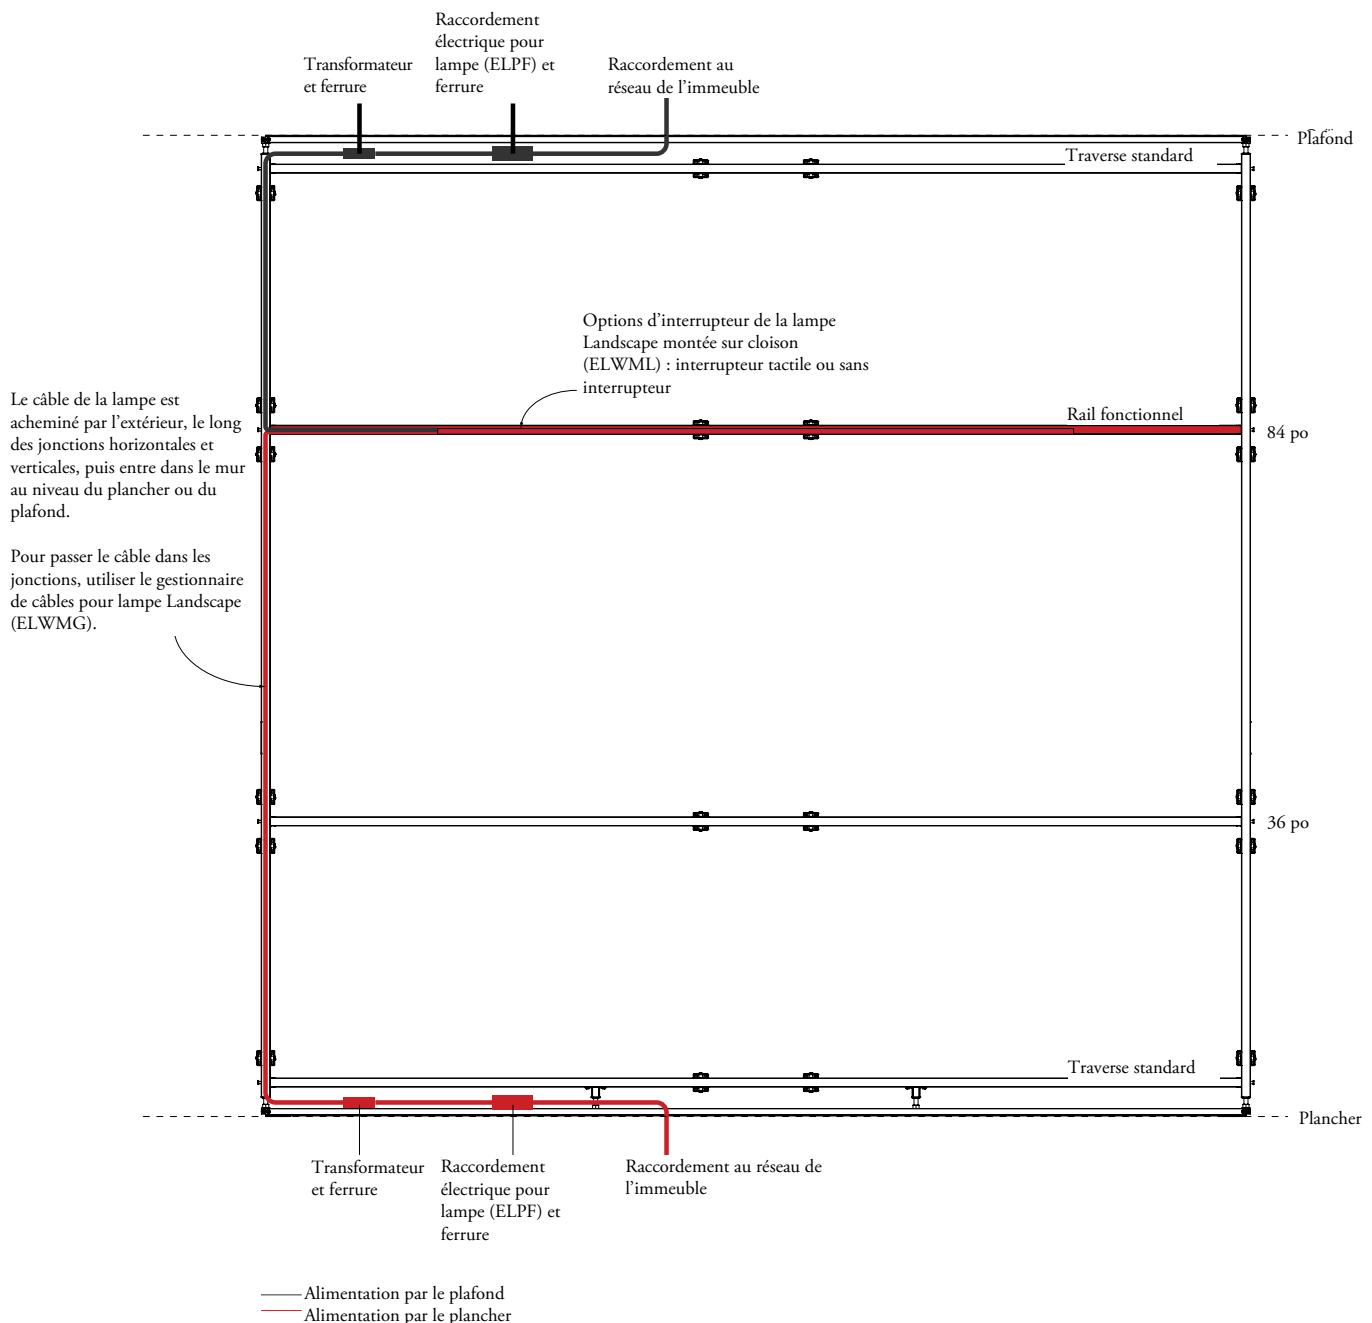 Raccordement
électrique pour
lampe (ELPF) et
ferrure
Transformateur
et ferrure
Raccordement au
réseau de l’immeuble
Plafond
Traverse standard
Options d’interrupteur de la lampe
Landscape montée sur cloison
(ELWML) : interrupteur tactile ou sans
interrupteur
Rail fonctionnel
84 po
Le câble de la lampe est
acheminé par l’extérieur, le long
des jonctions horizontales et
verticales, puis entre dans le mur
au niveau du plancher ou du
plafond.
Pour passer le câble dans les
jonctions, utiliser le gestionnaire
de câbles pour lampe Landscape
(ELWMG).
36 po
Traverse standard
Plancher
Transformateur
et ferrure
Raccordement
électrique pour
lampe (ELPF) et
ferrure
Raccordement au réseau de
l’immeuble
Alimentation par le plafond
Alimentation par le plancher